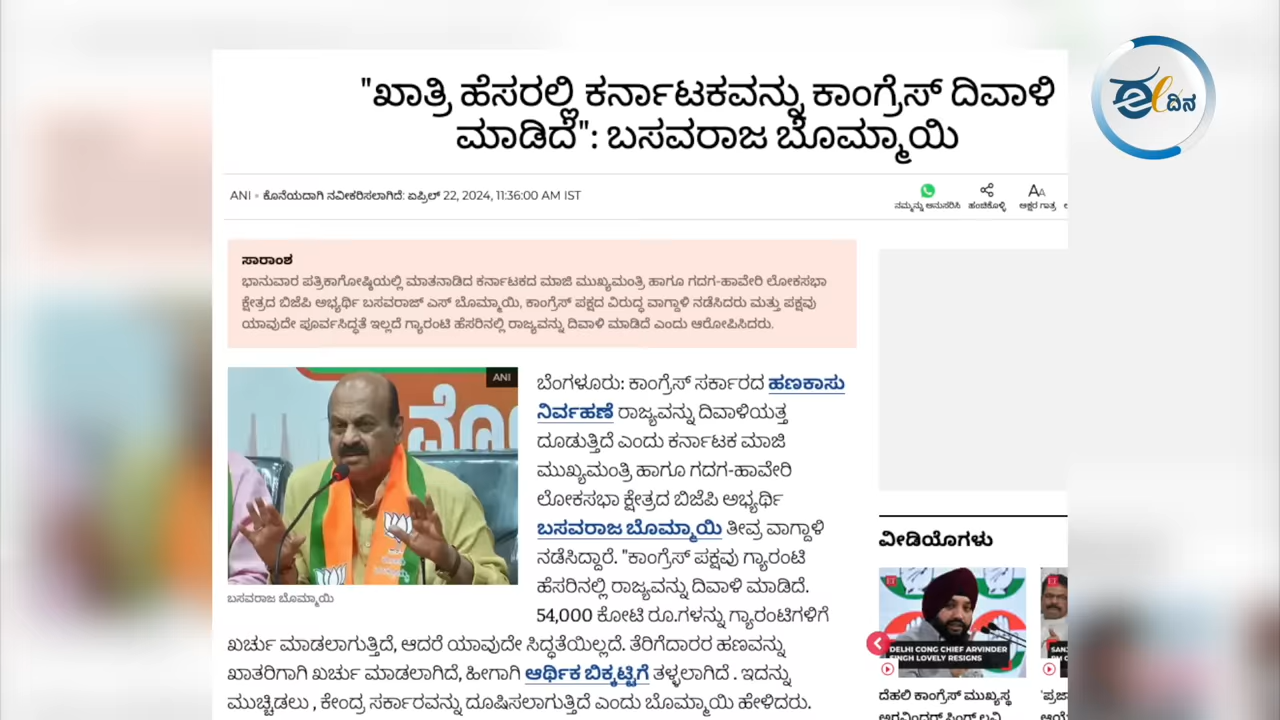 "ಖಾತ್ರಿ ಹೆಸರಲ್ಲಿ ಕರ್ನಾಟಕವನ್ನು ಕಾಂಗ್ರೆಸ್ ದಿವಾಳಿ
ಮಾಡಿದೆ": ಬಸವರಾಜ ಬೊಮ್ಮಾಯಿ
ಈ el ದಿನ
ANI • ಕೊನೆಯದಾಗಿ ನವೀಕರಿಸಲಾಗಿದೆ: ಏಪ್ರಿಲ್ 22, 2024, 11:36:00 AM IST
ನಮ್ಮನ್ನು ಅನುಸರಿಸಿ
ಹಂಚಿಕೊಳ್ಳಿ
AA
ಅಕ್ಷರ ಗಾತ್ರ
ಸಾರಾಂಶ
ಭಾನುವಾರ ಪತ್ರಿಕಾಗೋಷ್ಠಿಯಲ್ಲಿ ಮಾತನಾಡಿದ ಕರ್ನಾಟಕದ ಮಾಜಿ ಮುಖ್ಯಮಂತ್ರಿ ಹಾಗೂ ಗದಗ-ಹಾವೇರಿ ಲೋಕಸಭಾ
ಕ್ಷೇತ್ರದ ಬಿಜೆಪಿ ಅಭ್ಯರ್ಥಿ ಬಸವರಾಜ್ ಎಸ್ ಬೊಮ್ಮಾಯಿ, ಕಾಂಗ್ರೆಸ್ ಪಕ್ಷದ ವಿರುದ್ಧ ವಾಗ್ದಾಳಿ ನಡೆಸಿದರು ಮತ್ತು ಪಕ್ಷವು
ಯಾವುದೇ ಪೂರ್ವಸಿದ್ಧತೆ ಇಲ್ಲದೆ ಗ್ಯಾರಂಟಿ ಹೆಸರಿನಲ್ಲಿ ರಾಜ್ಯವನ್ನು ದಿವಾಳಿ ಮಾಡಿದೆ ಎಂದು ಆರೋಪಿಸಿದರು.
ANI
ಬಸವರಾಜ ಬೊಮ್ಮಾಯಿ
ಬೆಂಗಳೂರು: ಕಾಂಗ್ರೆಸ್ ಸರ್ಕಾರದ ಹಣಕಾಸು
ನಿರ್ವಹಣೆ ರಾಜ್ಯವನ್ನು ದಿವಾಳಿಯತ್ತ
ದೂಡುತ್ತಿದೆ ಎಂದು ಕರ್ನಾಟಕ ಮಾಜಿ
ಮುಖ್ಯಮಂತ್ರಿ ಹಾಗೂ ಗದಗ-ಹಾವೇರಿ
ಲೋಕಸಭಾ ಕ್ಷೇತ್ರದ ಬಿಜೆಪಿ ಅಭ್ಯರ್ಥಿ
ಬಸವರಾಜ ಬೊಮ್ಮಾಯಿ ತೀವ್ರ ವಾಗ್ದಾಳಿ
ನಡೆಸಿದ್ದಾರೆ. "ಕಾಂಗ್ರೆಸ್ ಪಕ್ಷವು ಗ್ಯಾರಂಟಿ
ಹೆಸರಿನಲ್ಲಿ ರಾಜ್ಯವನ್ನು ದಿವಾಳಿ ಮಾಡಿದೆ.
54,000 ಕೋಟಿ ರೂ.ಗಳನ್ನು ಗ್ಯಾರಂಟಿಗಳಿಗೆ
ಖರ್ಚು ಮಾಡಲಾಗುತ್ತಿದೆ, ಆದರೆ ಯಾವುದೇ ಸಿದ್ಧತೆಯಿಲ್ಲದೆ. ತೆರಿಗೆದಾರರ ಹಣವನ್ನು
ಖಾತರಿಗಾಗಿ ಖರ್ಚು ಮಾಡಲಾಗಿದೆ, ಹೀಗಾಗಿ ಆರ್ಥಿಕ ಬಿಕ್ಕಟ್ಟಿಗೆ ತಳ್ಳಲಾಗಿದೆ . ಇದನ್ನು
ಮುಚ್ಚಿಡಲು , ಕೇಂದ್ರ ಸರ್ಕಾರವನ್ನು ದೂಷಿಸಲಾಗುತ್ತಿದೆ ಎಂದು ಬೊಮ್ಮಾಯಿ ಹೇಳಿದರು.
ವೀಡಿಯೊಗಳು
ET
DELHI CONG CHIEF ARVINDER
SINGH LOVELY RESIGNS
ದೆಹಲಿ ಕಾಂಗ್ರೆಸ್ ಮುಖ್ಯಸ್ಥ